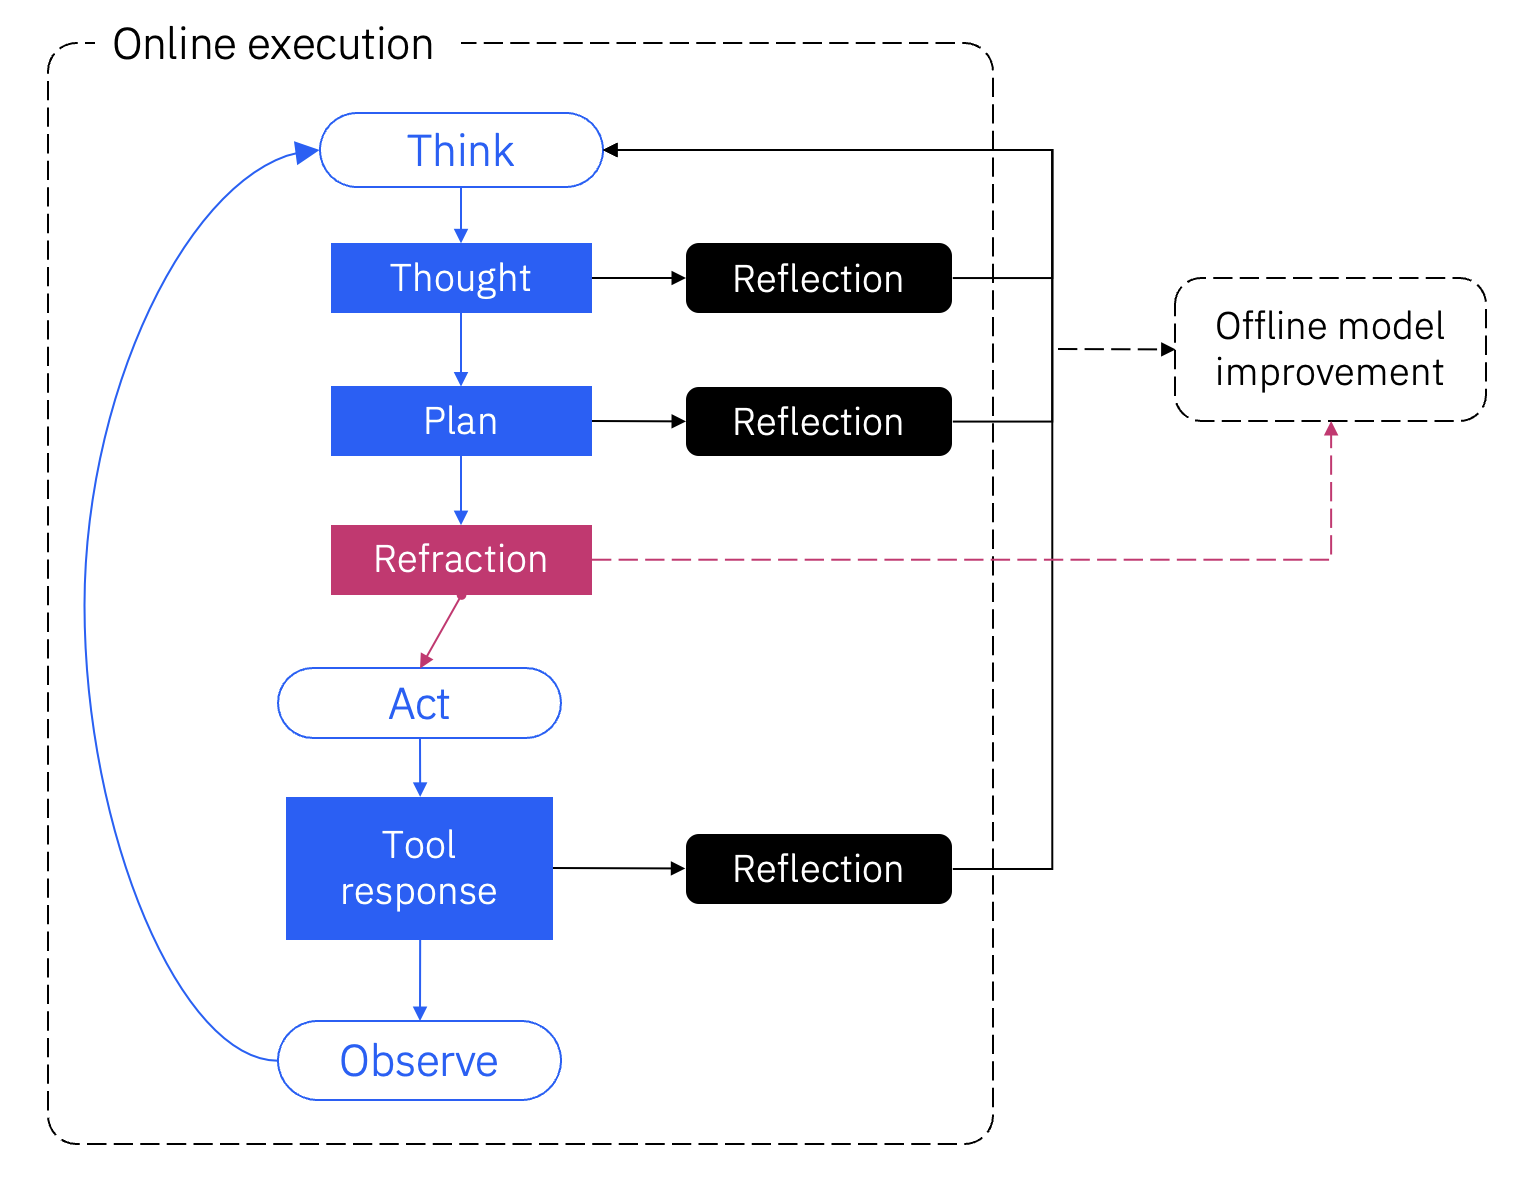 Online execution
Think
Thought
Reflection
Offline model
improvement
Plan
Reflection
Refraction
Act
Tool
response
Reflection
Observe